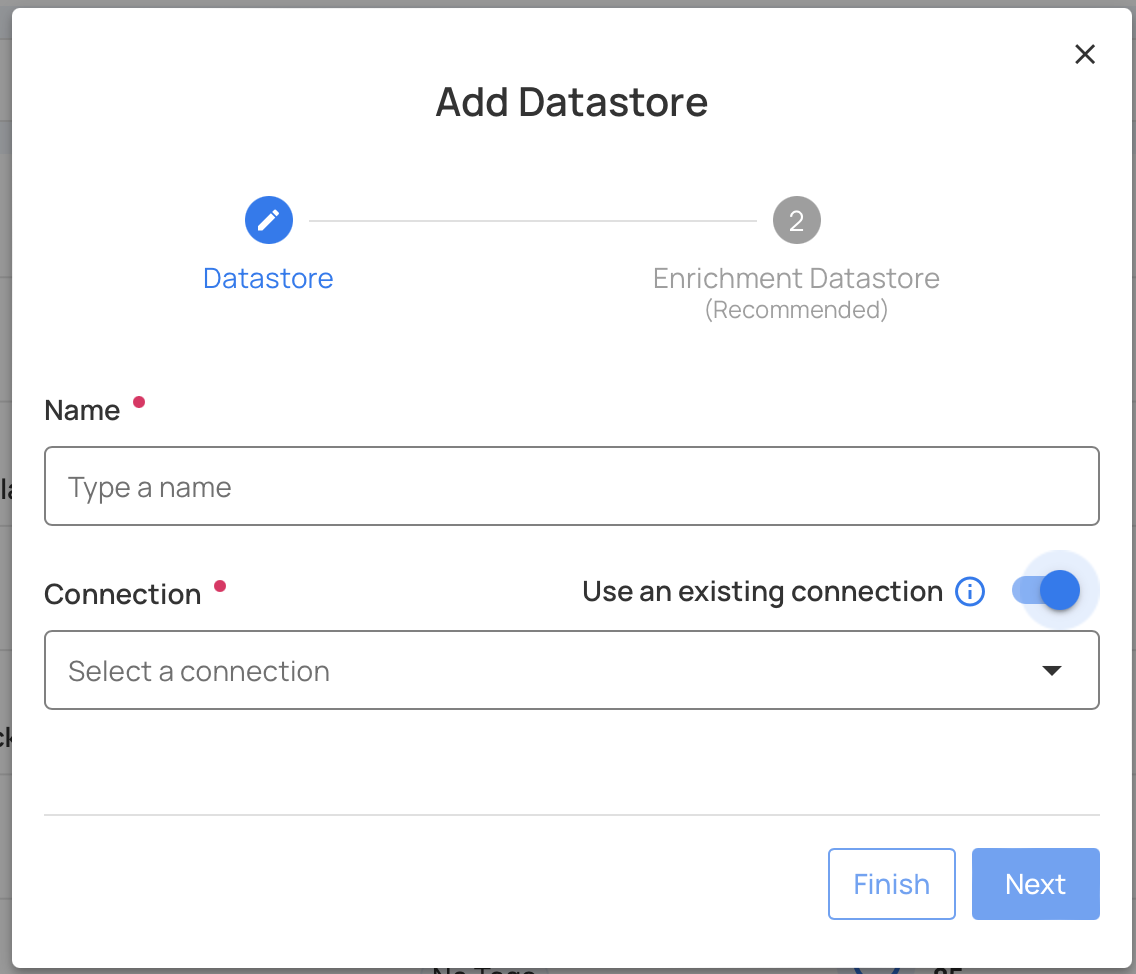 Add Datastore
2
Datastore
Enrichment Datastore
(Recommended)
Name
Type a name
Connection
Use an existing connection
Select a connection
Finish
Next